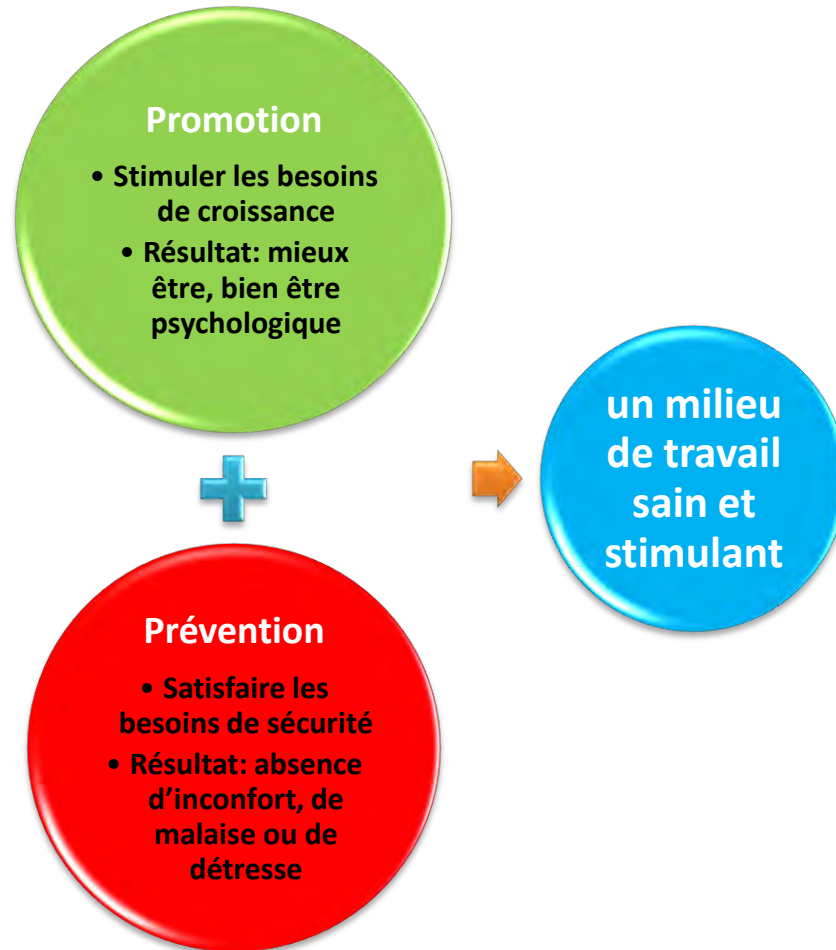 Promotion
• Stimuler les besoins
de croissance
• Résultat: mieux
être, bien être
psychologique
un milieu
de travail
sain et
stimulant
Prévention
• Satisfaire les
besoins de sécurité
• Résultat: absence
d’inconfort, de
malaise ou de
détresse